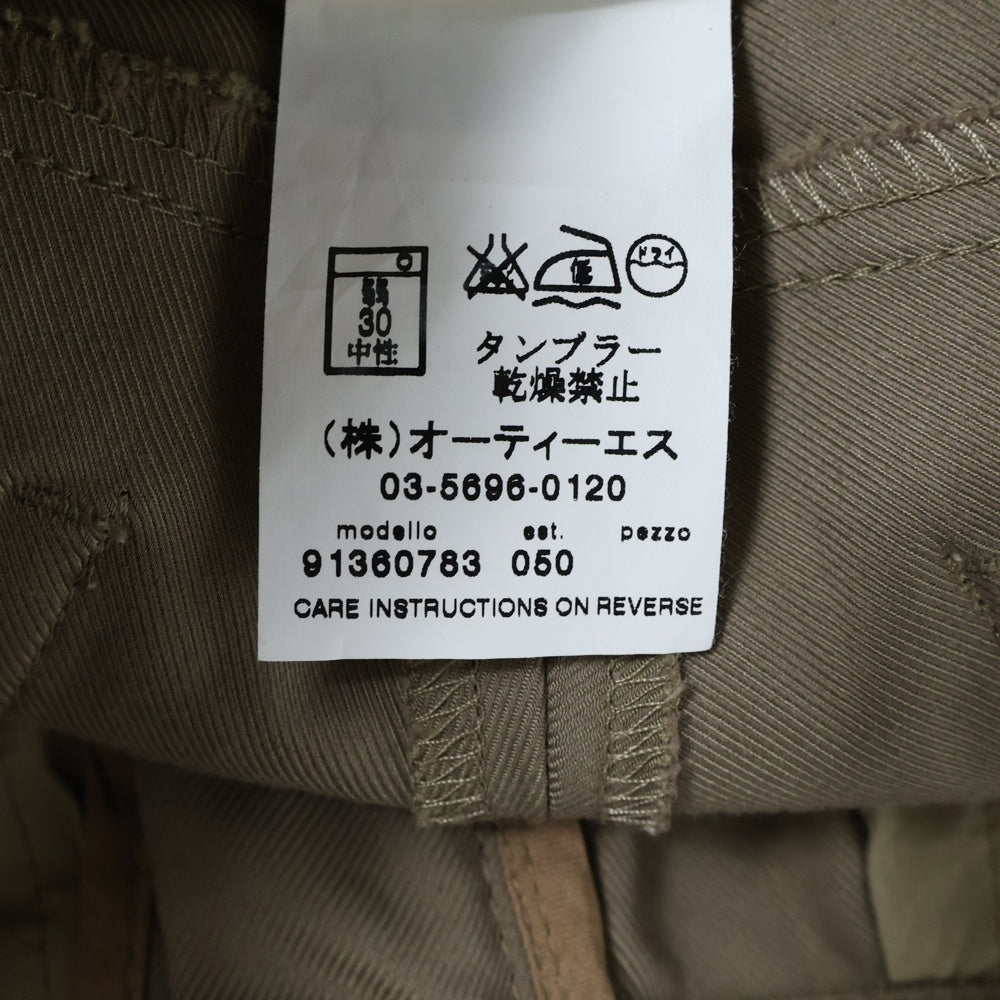 弱
30
中性
低
ドライ
タンブラー
乾燥禁止
(株)オーティーエス
03-5696-0120
modello est. pezzo
91360783 050
CARE INSTRUCTIONS ON REVERSE